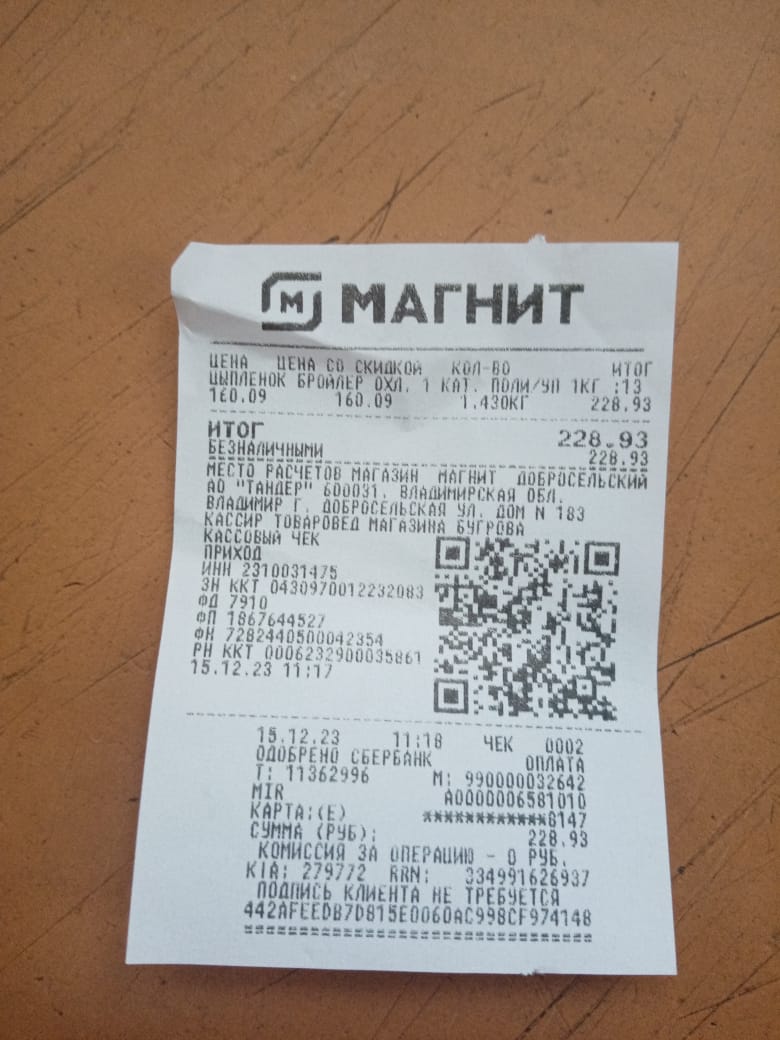 М МАГНИТ
ЦЕНА ЦЕНА СО СКИДКОЙ КОЛ-ВО ИТОГ
ЦЫПЛЕНОК БРОЙЛЕР ОХЛ. 1 КАТ. ПОЛИ/УП 1КГ :13
160.09 160.09 1.430КГ 228.93
ИТОГ 228.93
БЕЗНАЛИЧНЫМИ 228.93
МЕСТО РАСЧЕТОВ МАГАЗИН МАГНИТ ДОБРОСЕЛЬСКИЙ
АО "ТАНДЕР" 600031, ВЛАДИМИРСКАЯ ОБЛ,
ВЛАДИМИР Г, ДОБРОСЕЛЬСКАЯ УЛ, ДОМ N 183
КАССИР ТОВАРОВЕД МАГАЗИНА БУГРОВА
КАССОВЫЙ ЧЕК
ПРИХОД
ИНН 2310031475
ЗН ККТ 0430970012232083
ФД 7910
ФП 1867644527
ФН 7282440500042354
РН ККТ 0006232900035861
15.12.23 11:17
15.12.23 11:18 ЧЕК 0002
ОДОБРЕНО СБЕРБАНК ОПЛАТА
Т: 11362996 М: 990000032642
MIR A0000006581010
КАРТА:(E) ************8147
СУММА (РУБ): 228.93
КОМИССИЯ ЗА ОПЕРАЦИЮ - 0 РУБ.
КIA: 279772 RRN: 334991626937
ПОДПИСЬ КЛИЕНТА НЕ ТРЕБУЕТСЯ
442AFEEDB7D815E0060AC998CF974148